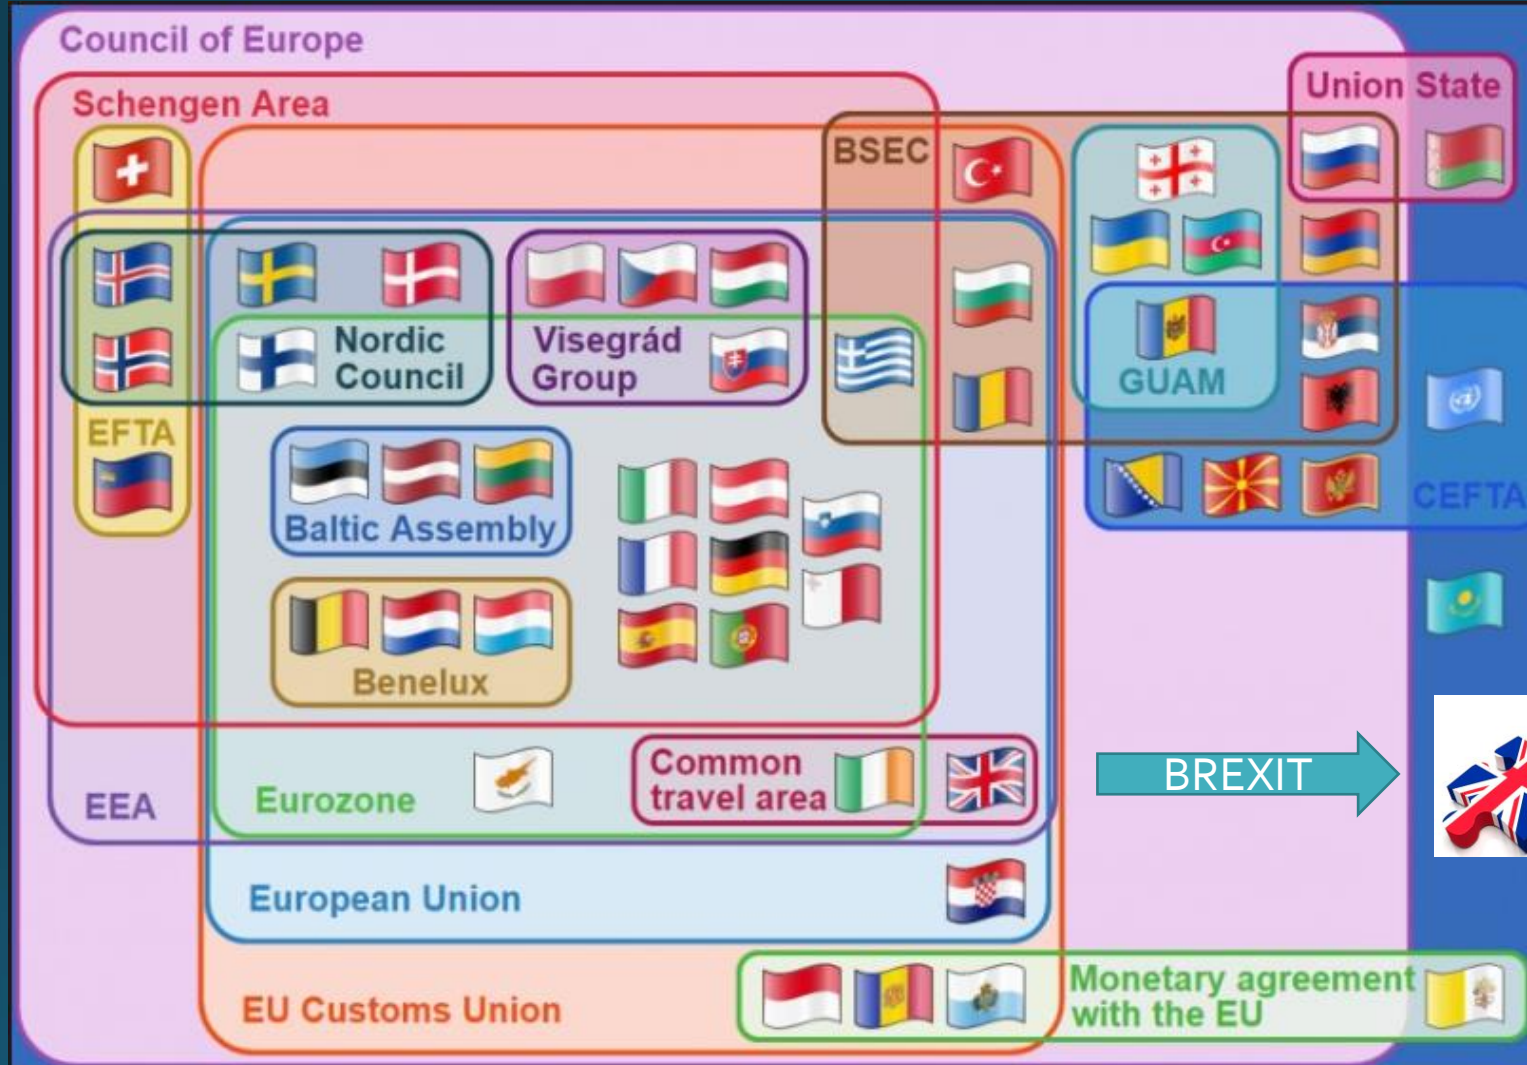 Council of Europe
Schengen Area
Union State
BSEC
Nordic
Council
Visegrád
Group
GUAM
EFTA
CEFTA
Baltic Assembly
Benelux
Common
travel area
BREXIT
EEA
Eurozone
European Union
EU Customs Union
Monetary agreement
with the EU